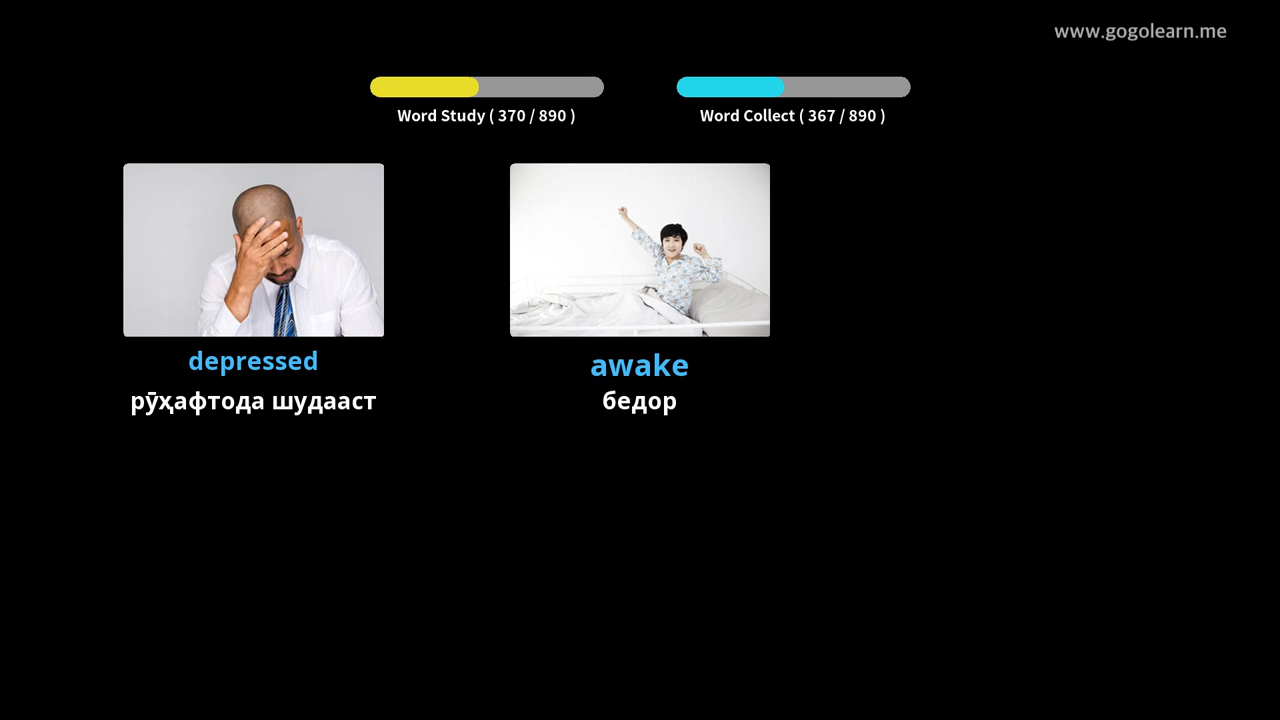 www.gogolearn.me
Word Study ( 370 / 890 )
Word Collect ( 367 / 890 )
depressed
рӯҳафтода шудааст
awake
бедор